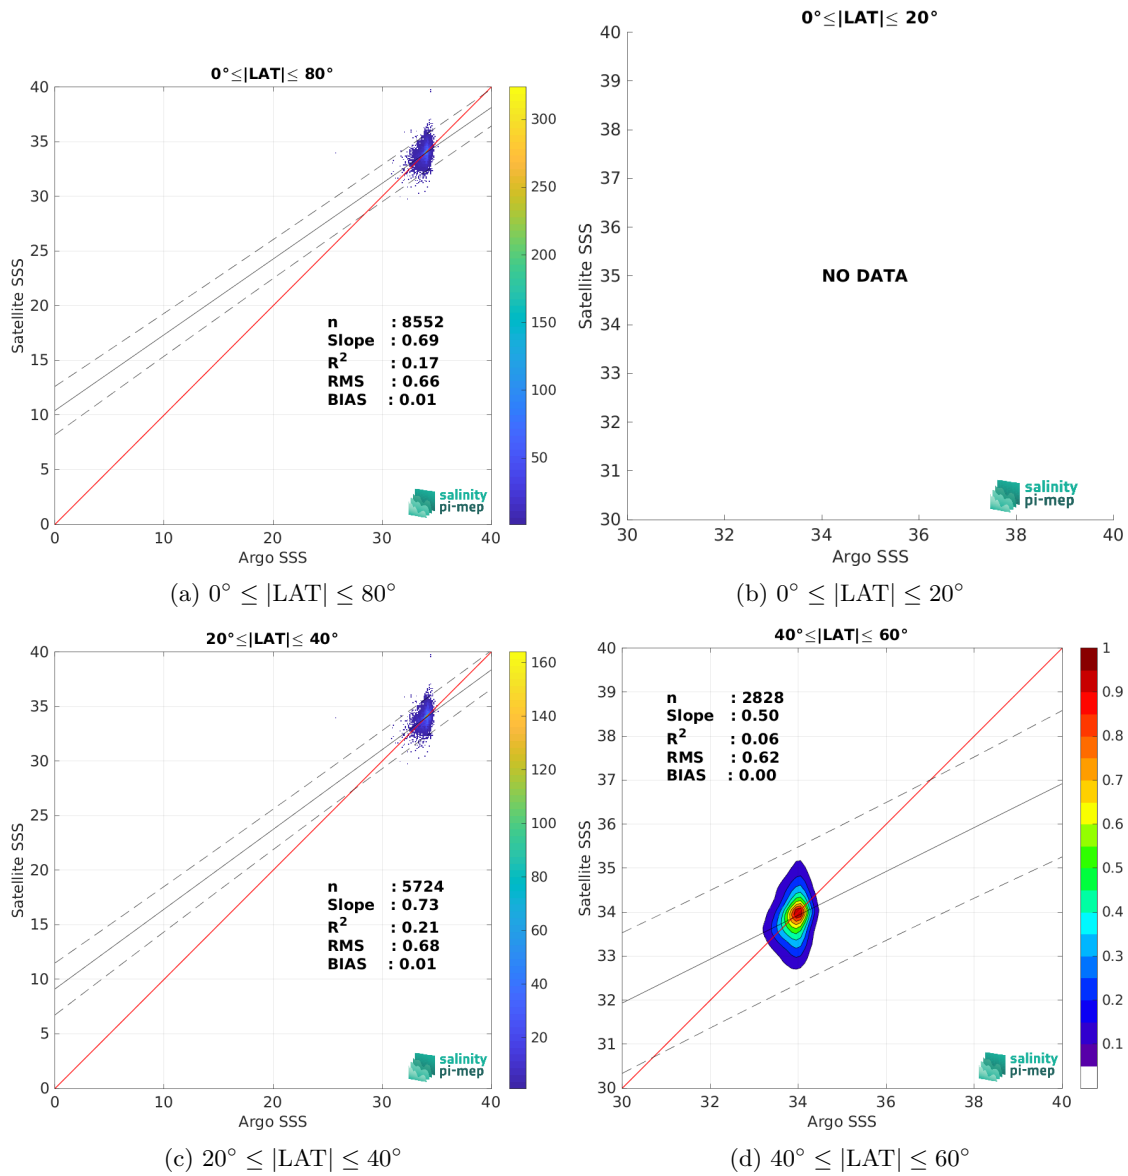 0°≤|LAT|≤ 80°
40
35
30
25
20
15
10
5
0
Satellite SSS
0
10
20
30
40
Argo SSS
300
250
200
150
100
50
n : 8552
Slope : 0.69
R2 : 0.17
RMS : 0.66
BIAS : 0.01
salinity
pi-mep
(a) 0° ≤ |LAT| ≤ 80°
0°≤|LAT|≤ 20°
40
39
38
37
36
35
34
33
32
31
30
Satellite SSS
NO DATA
30
32
34
36
38
40
Argo SSS
salinity
pi-mep
(b) 0° ≤ |LAT| ≤ 20°
20°≤|LAT|≤ 40°
40
35
30
25
20
15
10
5
0
Satellite SSS
0
10
20
30
40
Argo SSS
160
140
120
100
80
60
40
20
n : 5724
Slope : 0.73
R2 : 0.21
RMS : 0.68
BIAS : 0.01
salinity
pi-mep
(c) 20° ≤ |LAT| ≤ 40°
40°≤|LAT|≤ 60°
40
39
38
37
36
35
34
33
32
31
30
Satellite SSS
30
32
34
36
38
40
Argo SSS
1
0.9
0.8
0.7
0.6
0.5
0.4
0.3
0.2
0.1
n : 2828
Slope : 0.50
R2 : 0.06
RMS : 0.62
BIAS : 0.00
salinity
pi-mep
(d) 40° ≤ |LAT| ≤ 60°